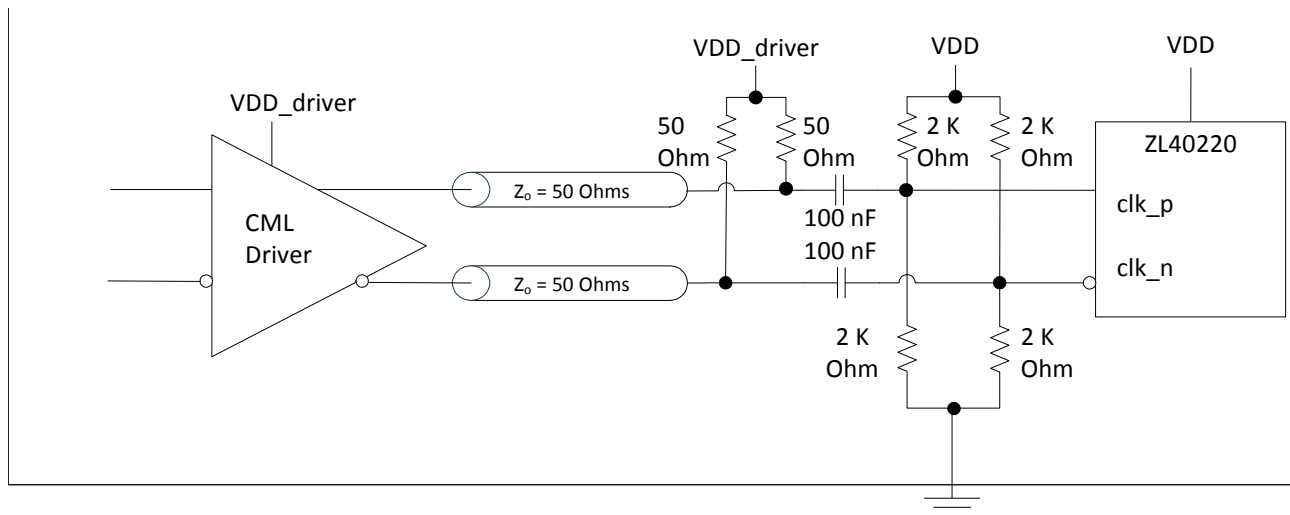 VDD_driver
VDD
VDD
VDD_driver
50
Ohm
50
Ohm
2 K
Ohm
2 K
Ohm
ZL40220
Zo = 50 Ohms
clk_p
CML
Driver
100 nF
100 nF
clk_n
Zo = 50 Ohms
2 K
Ohm
2 K
Ohm